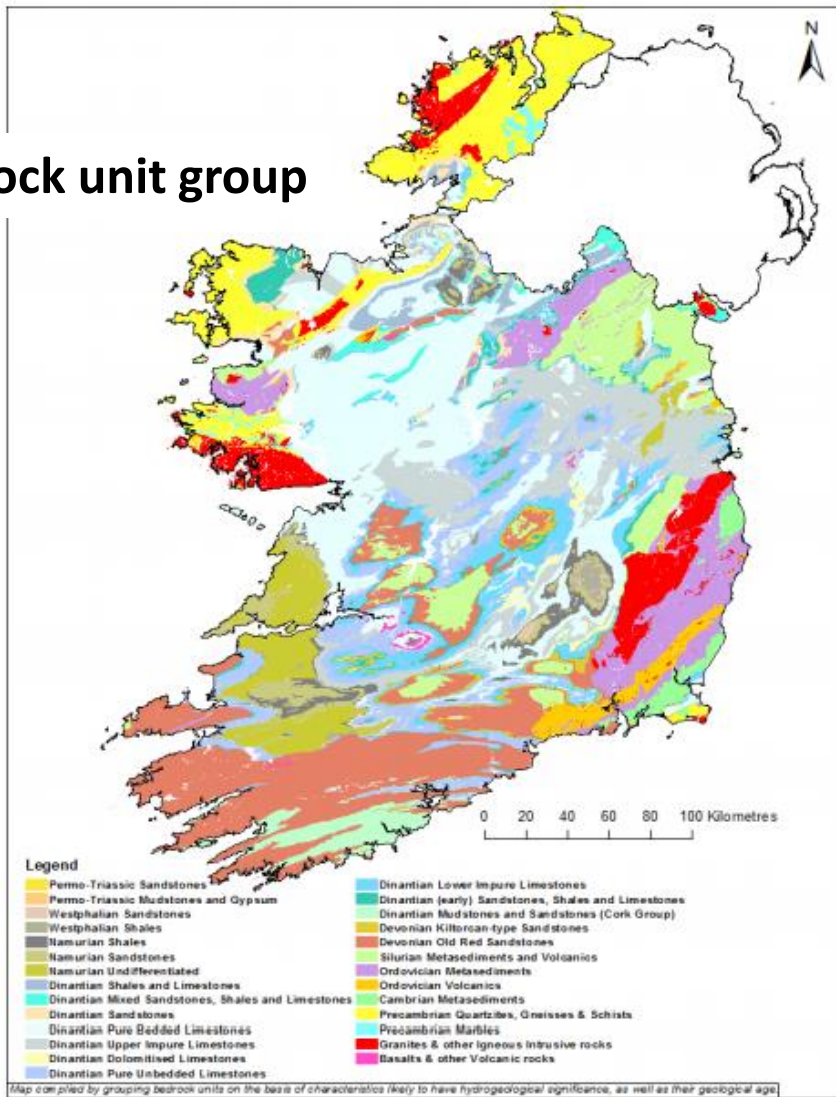 N
ock unit group
0 20 40 60 80 100 Kilometres
Legend
Permo-Triassic Sandstones
Permo-Triassic Mudstones and Gypsum
Westphalian Sandstones
Westphalian Shales
Namurian Shales
Namurian Sandstones
Namurian Undifferentiated
Dinantian Shales and Limestones
Dinantian Mixed Sandstones, Shales and Limestones
Dinantian Sandstones
Dinantian Pure Bedded Limestones
Dinantian Upper Impure Limestones
Dinantian Dolomitised Limestones
Dinantian Pure Unbedded Limestones
Dinantian Lower Impure Limestones
Dinantian (early) Sandstones, Shales and Limestones
Dinantian Mudstones and Sandstones (Cork Group)
Devonian Kiltorcan-type Sandstones
Devonian Old Red Sandstones
Silurian Metasediments and Volcanics
Ordovician Metasediments
Ordovician Volcanics
Cambrian Metasediments
Precambrian Quartzites, Gneisses & Schists
Precambrian Marbles
Granites & other Igneous Intrusive rocks
Basalts & other Volcanic rocks
Map complied by grouping bedrock units on the basis of characteristics likely to have hydrogeological significance, as well as their geological age